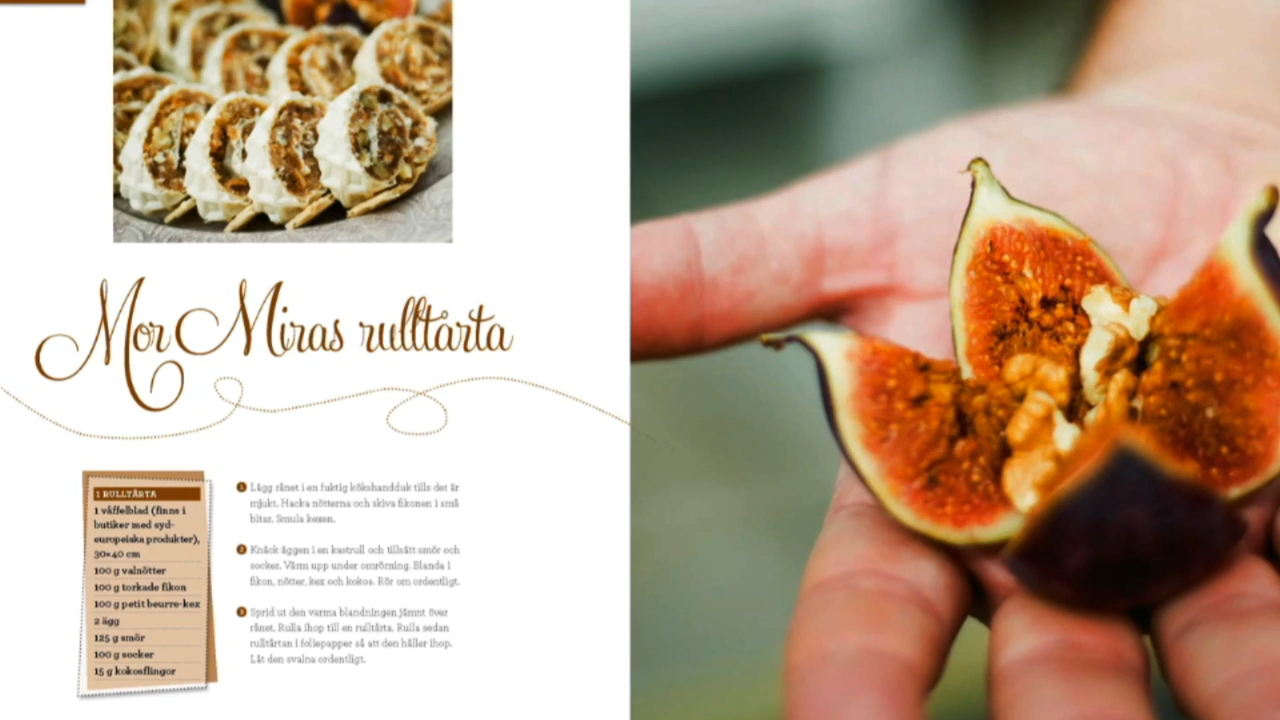 Mor Miras rulltårta
1 RULLTÅRTA
1 våffelblad (finns i
butiker med syd-
europeiska produkter),
30×40 cm
100 g valnötter
100 g torkade fikon
100 g petit beurre-kex
2 ägg
125 g smör
100 g socker
15 g kokosflingor
1 Lägg rånet i en fuktig kökshandduk tills det är
mjukt. Hacka nötterna och skiva fikonen i små
bitar. Smula kexen.
2 Knäck äggen i en kastrull och tillsätt smör och
socker. Värm upp under omrörning. Blanda i
fikon, nötter, kex och kokos. Rör om ordentligt.
3 Sprid ut den varma blandningen jämnt över
rånet. Rulla ihop till en rulltårta. Rulla sedan
rulltårtan i foliepapper så att den håller ihop.
Låt den svalna ordentligt.